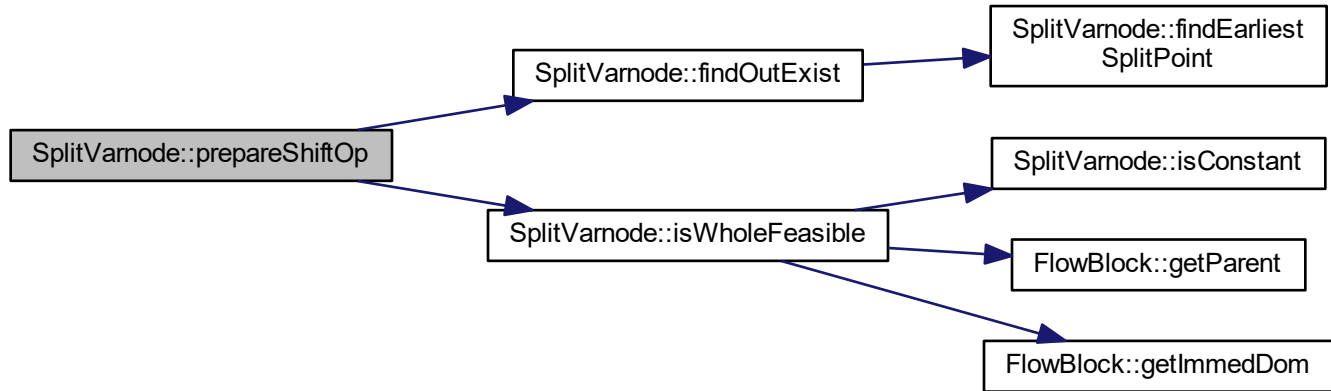 SplitVarnode::prepareShiftOp
SplitVarnode::findOutExist
SplitVarnode::findEarliest
SplitPoint
SplitVarnode::isWholeFeasible
SplitVarnode::isConstant
FlowBlock::getParent
FlowBlock::getImmedDom